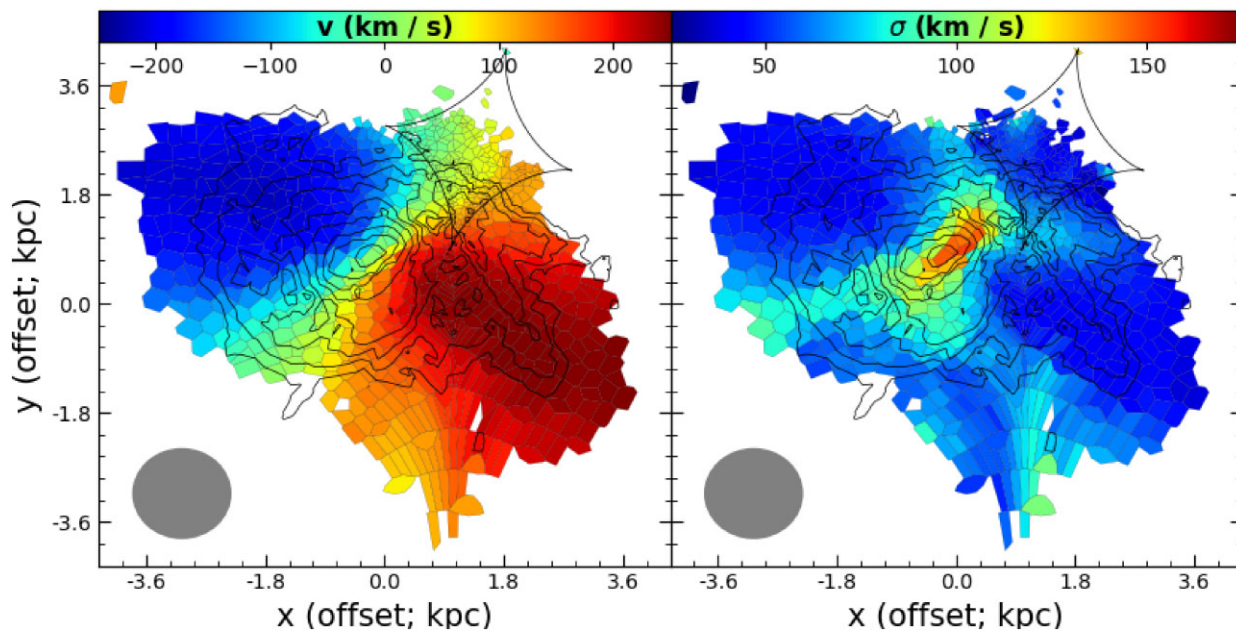 v (km / s)
σ (km / s)
−200 −100 0 100 200
50 100 150
3.6
1.8
0.0
-1.8
-3.6
y (offset; kpc)
-3.6 -1.8 0.0 1.8 3.6
-3.6 -1.8 0.0 1.8 3.6
x (offset; kpc)
x (offset; kpc)